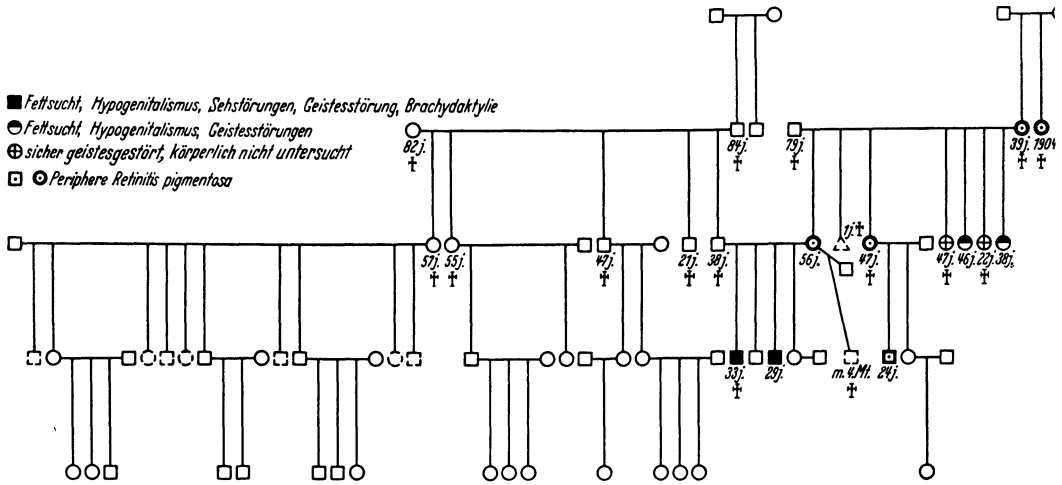 Fettsucht, Hypogenitalismus, Sehstörungen, Geistesstörung, Brachydaktylie
Fettsucht, Hypogenitalismus, Geistesstörungen
sicher geistesgestört, körperlich nicht untersucht
Periphere Retinitis pigmentosa
82j. 84j. 79j. 39j. 1904
57j. 55j. 47j. 21j. 38j. 56j. 1j. 47j. 47j. 46j. 22j. 38j.
33j. 29j. m. 4. Mt. 24j.